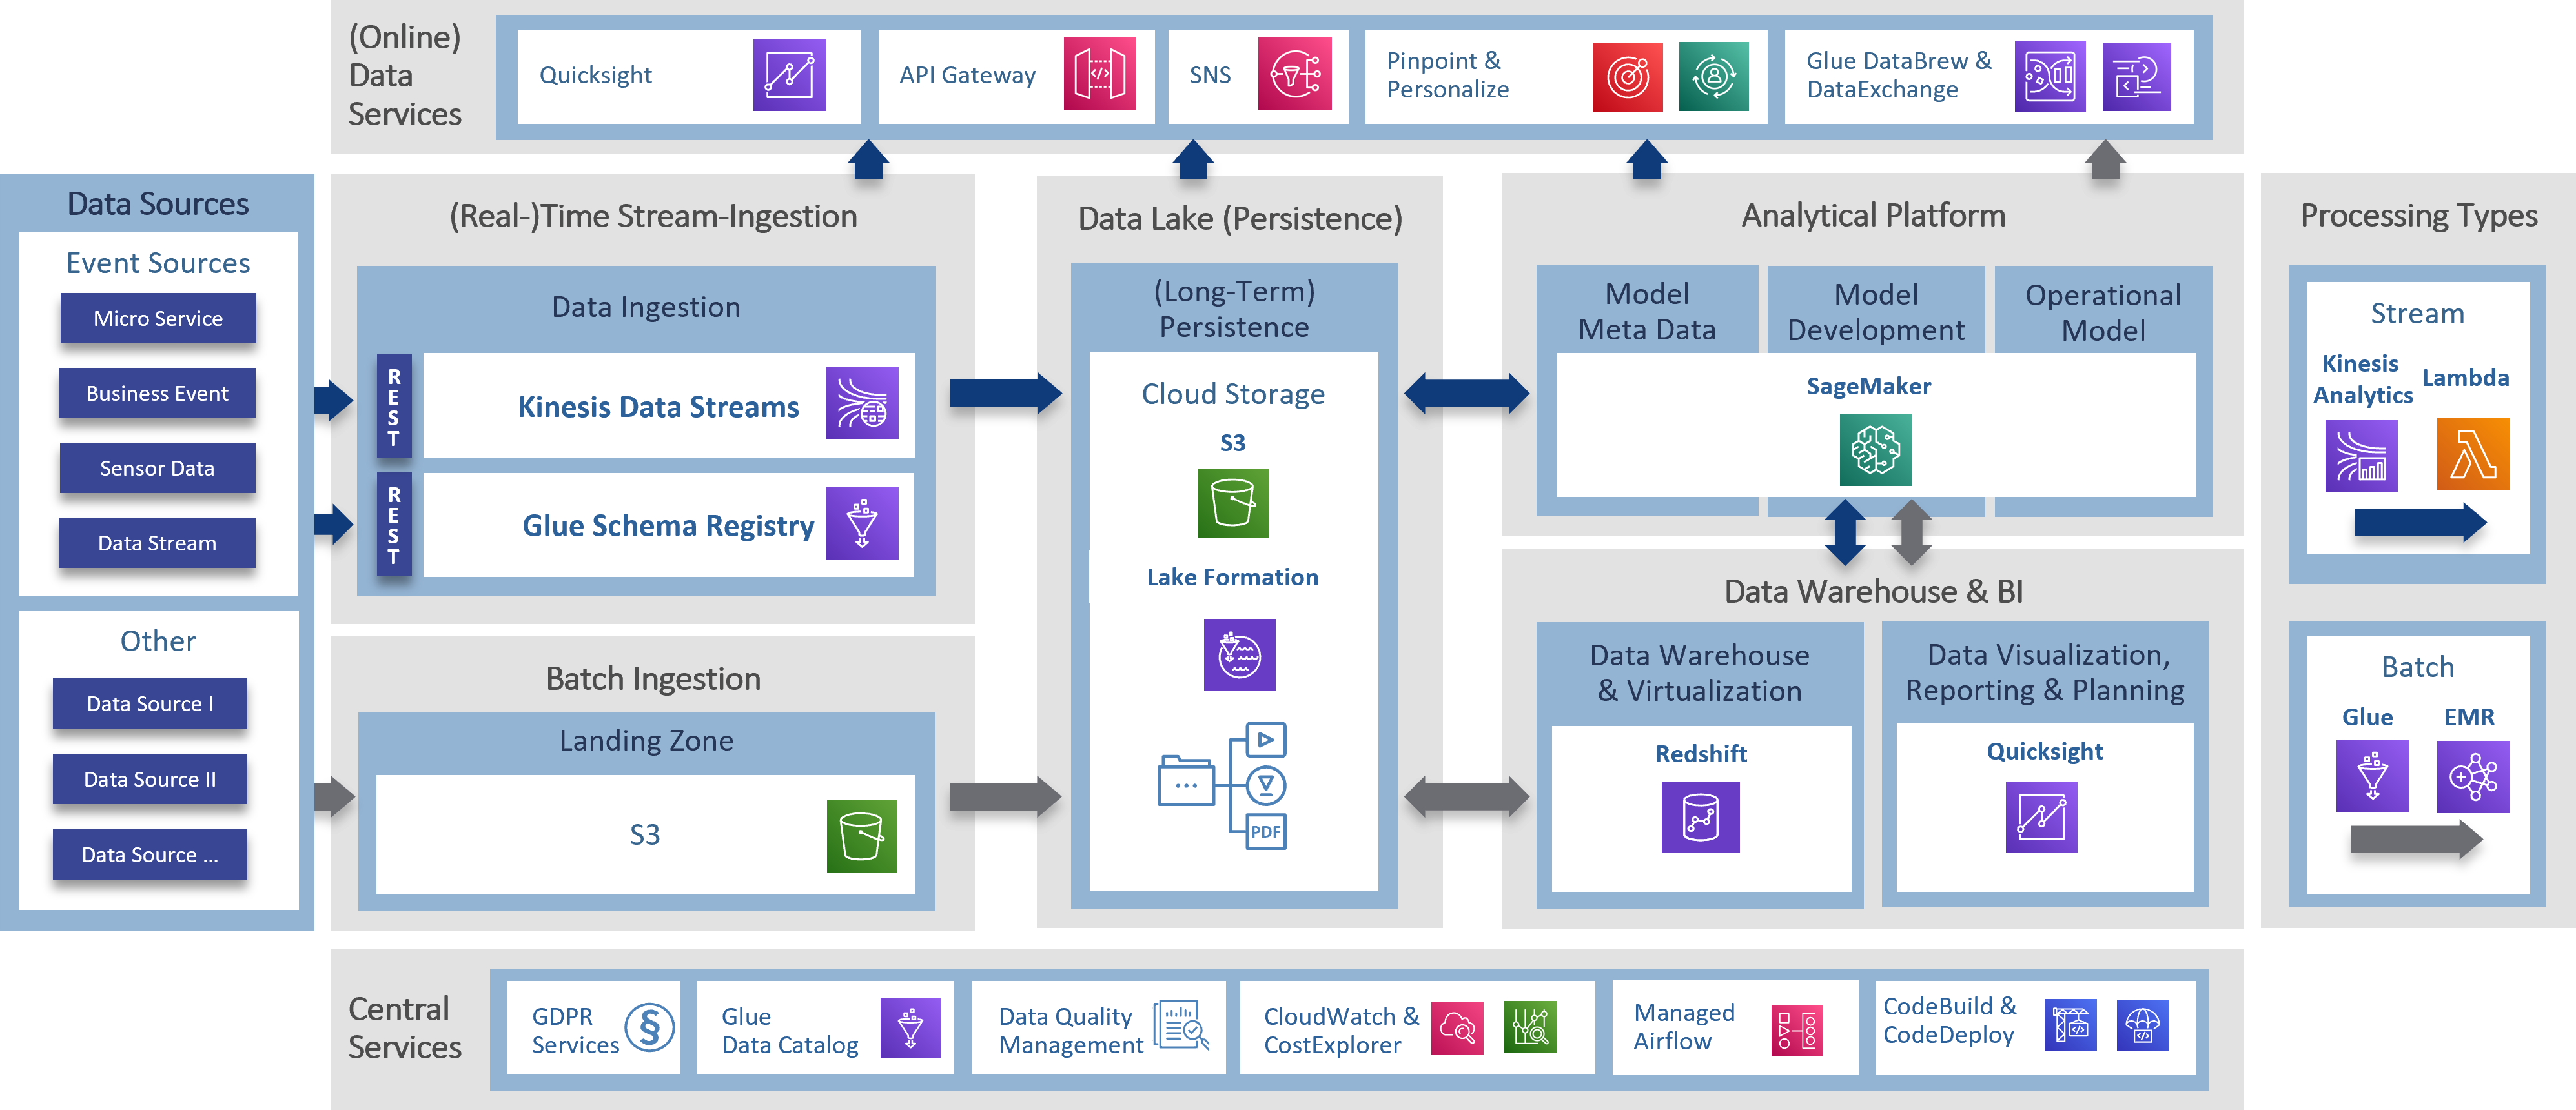 (Online)
Data
Services
Quicksight
API Gateway
SNS
Pinpoint &
Personalize
Glue DataBrew &
DataExchange
Data Sources
Event Sources
Micro Service
Business Event
Sensor Data
Data Stream
Other
Data Source I
Data Source II
Data Source ...
(Real-)Time Stream-Ingestion
Data Ingestion
REST
Kinesis Data Streams
REST
Glue Schema Registry
Batch Ingestion
Landing Zone
S3
Data Lake (Persistence)
(Long-Term)
Persistence
Cloud Storage
S3
Lake Formation
PDF
Analytical Platform
Model
Meta Data
Model
Development
Operational
Model
SageMaker
Data Warehouse & BI
Data Warehouse
& Virtualization
Redshift
Data Visualization,
Reporting & Planning
Quicksight
Processing Types
Stream
Kinesis
Analytics
Lambda
Batch
Glue
EMR
Central
Services
GDPR
Services
§
Glue
Data Catalog
Data Quality
Management
CloudWatch &
CostExplorer
Managed
Airflow
CodeBuild &
CodeDeploy